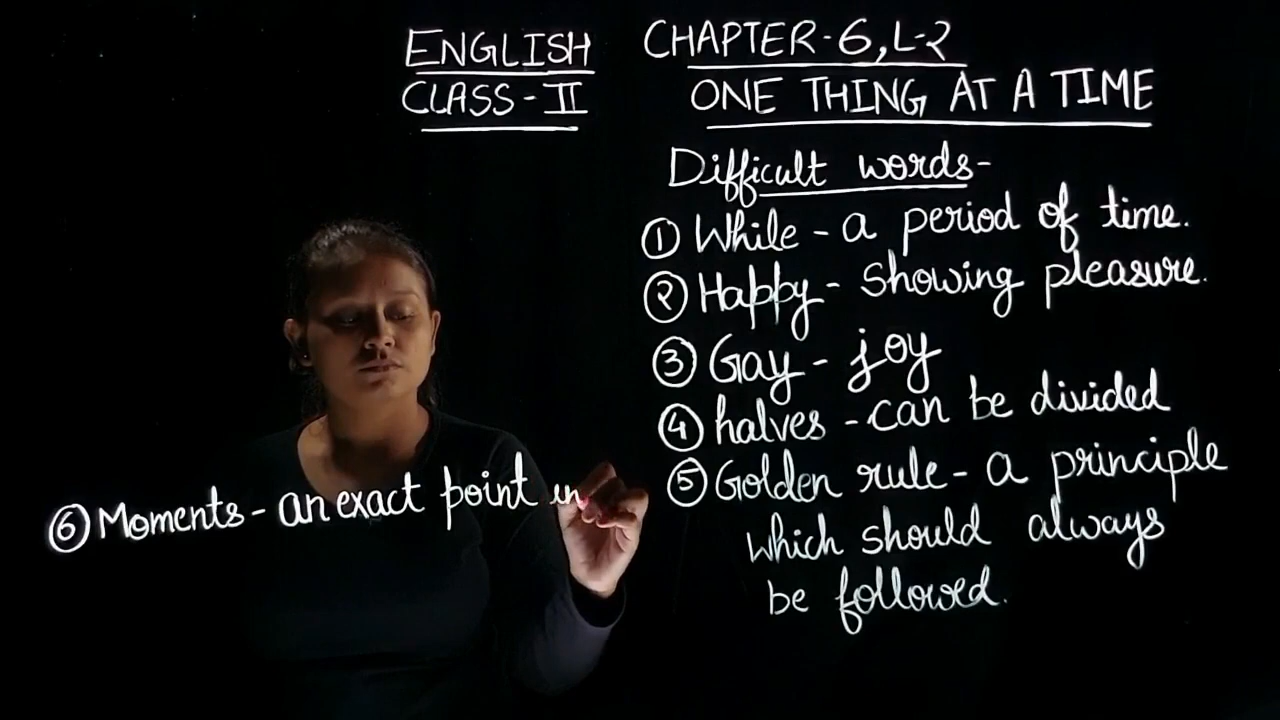 ENGLISH
CLASS-II
CHAPTER-6, L-2
ONE THING AT A TIME
Difficult words-
① While - a period of time.
② Happy - showing pleasure.
③ Gay - joy
④ halves - can be divided
⑤ Golden rule - a principle
which should always
be followed.
⑥ Moments - an exact point in